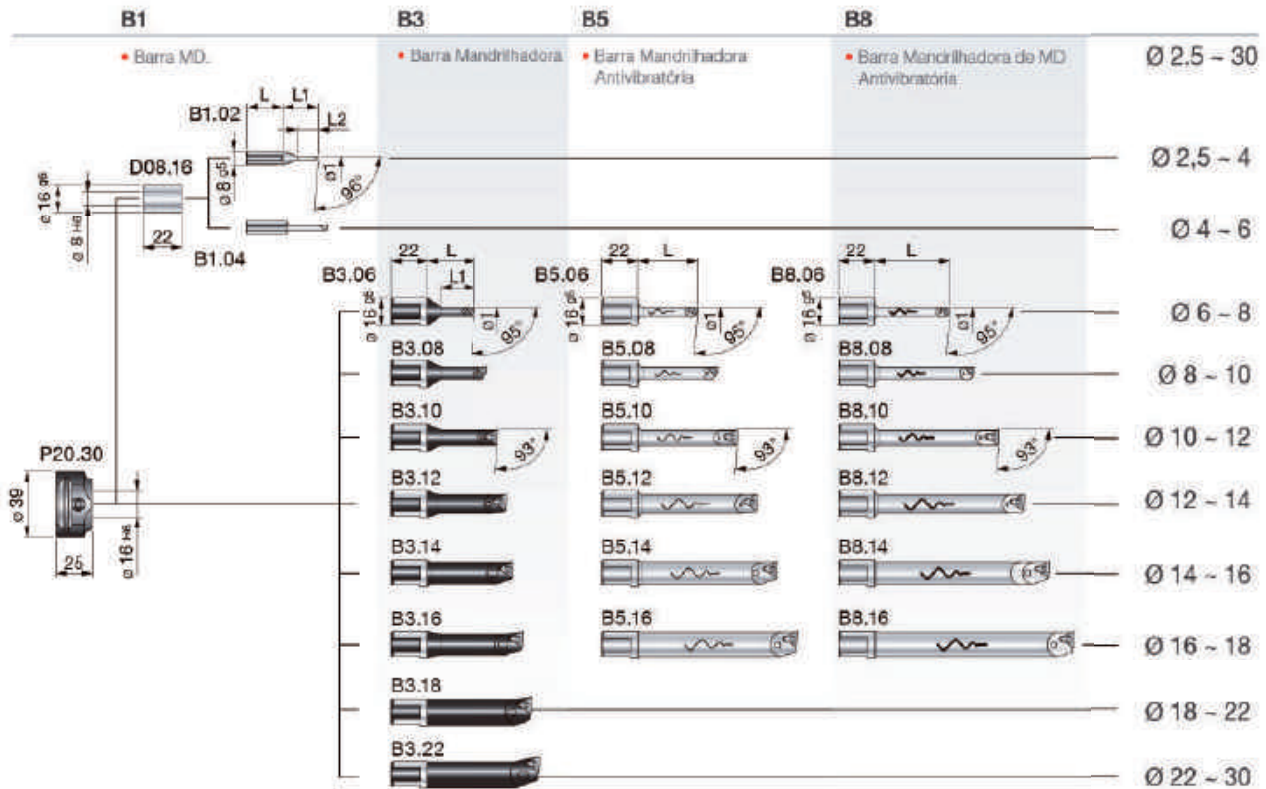 B1 B3 B5 B8
• Barra MD.
• Barra Mandrilhadora
• Barra Mandrilhadora
Antivibratória
• Barra Mandrilhadora de MD
Antivibratória
Ø 2.5 ~ 30
L L1
B1.02
L2
D08.16
ø 16 g6
ø 8 H6
22
ø 8 g5
ø1
96°
Ø 2,5 ~ 4
B1.04
Ø 4 ~ 6
22 L
B3.06
L1
ø 16 g6
ø1
95°
22 L
B5.06
ø 16 g6
ø1
95°
22 L
B8.06
ø 16 g6
ø1
95°
Ø 6 ~ 8
B3.08 B5.08 B8.08
Ø 8 ~ 10
B3.10 B5.10 B8.10
93° 93° 93°
Ø 10 ~ 12
P20.30
ø 39
25
ø 16 H6
B3.12 B5.12 B8.12
Ø 12 ~ 14
B3.14 B5.14 B8.14
Ø 14 ~ 16
B3.16 B5.16 B8.16
Ø 16 ~ 18
B3.18
Ø 18 ~ 22
B3.22
Ø 22 ~ 30